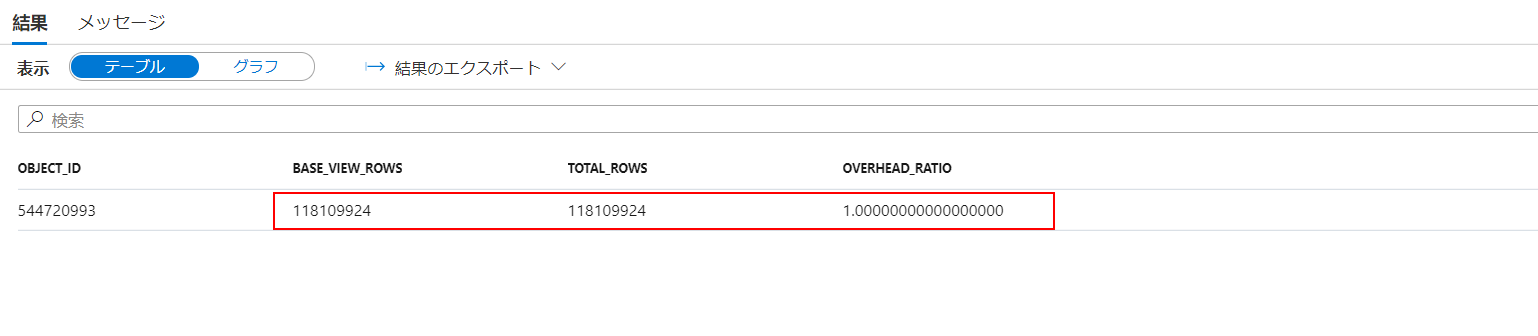 結果 メッセージ
表示 テーブル グラフ 結果のエクスポート
検索
OBJECT_ID BASE_VIEW_ROWS TOTAL_ROWS OVERHEAD_RATIO
544720993 118109924 118109924 1.00000000000000000